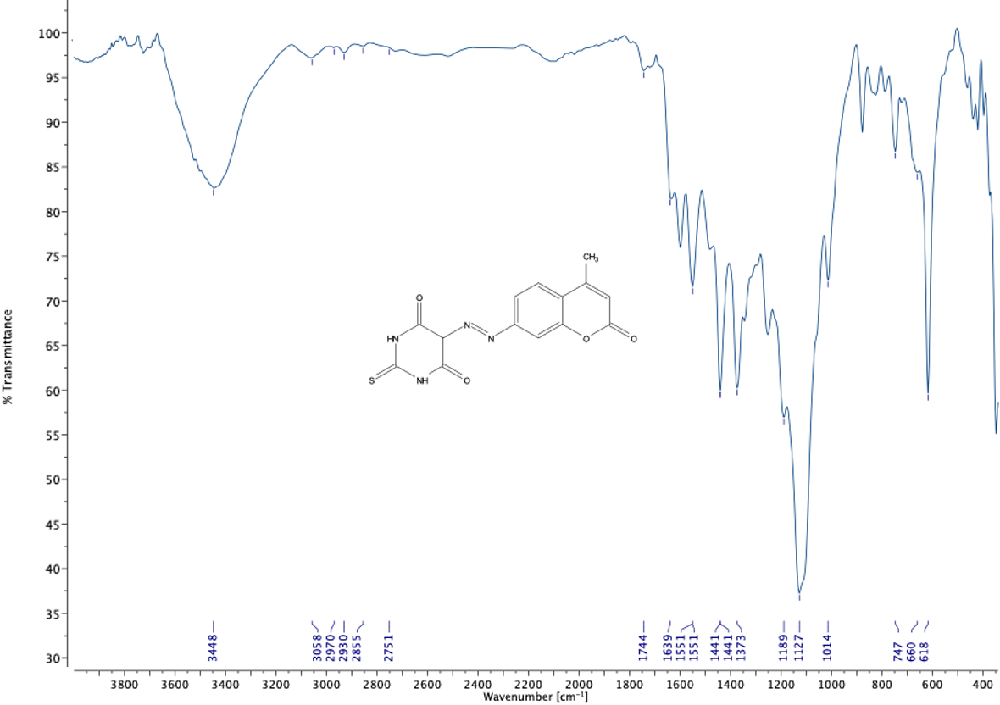 100
95
90
85
80
75
70
65
60
55
50
45
40
35
30
% Transmittance
CH3
O
N
N
HN
O
O
S
NH
O
3448
3058
2970
2930
2855
2751
1744
1639
1551
1551
1441
1441
1373
1189
1127
1014
747
660
618
3800 3600 3400 3200 3000 2800 2600 2400 2200 2000 1800 1600 1400 1200 1000 800 600 400
Wavenumber [cm⁻¹]